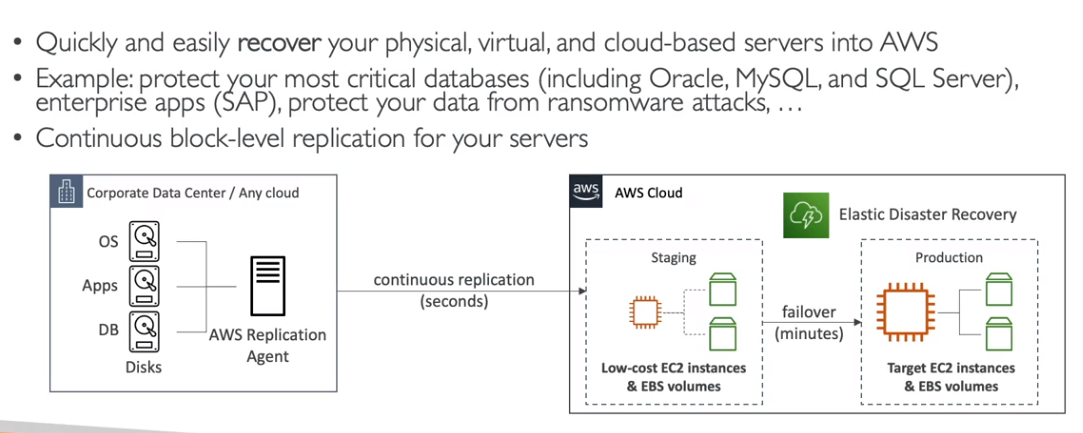 • Quickly and easily recover your physical, virtual, and cloud-based servers into AWS
• Example: protect your most critical databases (including Oracle, MySQL, and SQL Server),
enterprise apps (SAP), protect your data from ransomware attacks, …
• Continuous block-level replication for your servers
Corporate Data Center / Any cloud
OS
Apps
DB
Disks
AWS Replication
Agent
continuous replication
(seconds)
aws
AWS Cloud
Elastic Disaster Recovery
Staging
Low-cost EC2 instances
& EBS volumes
failover
(minutes)
Production
Target EC2 instances
& EBS volumes